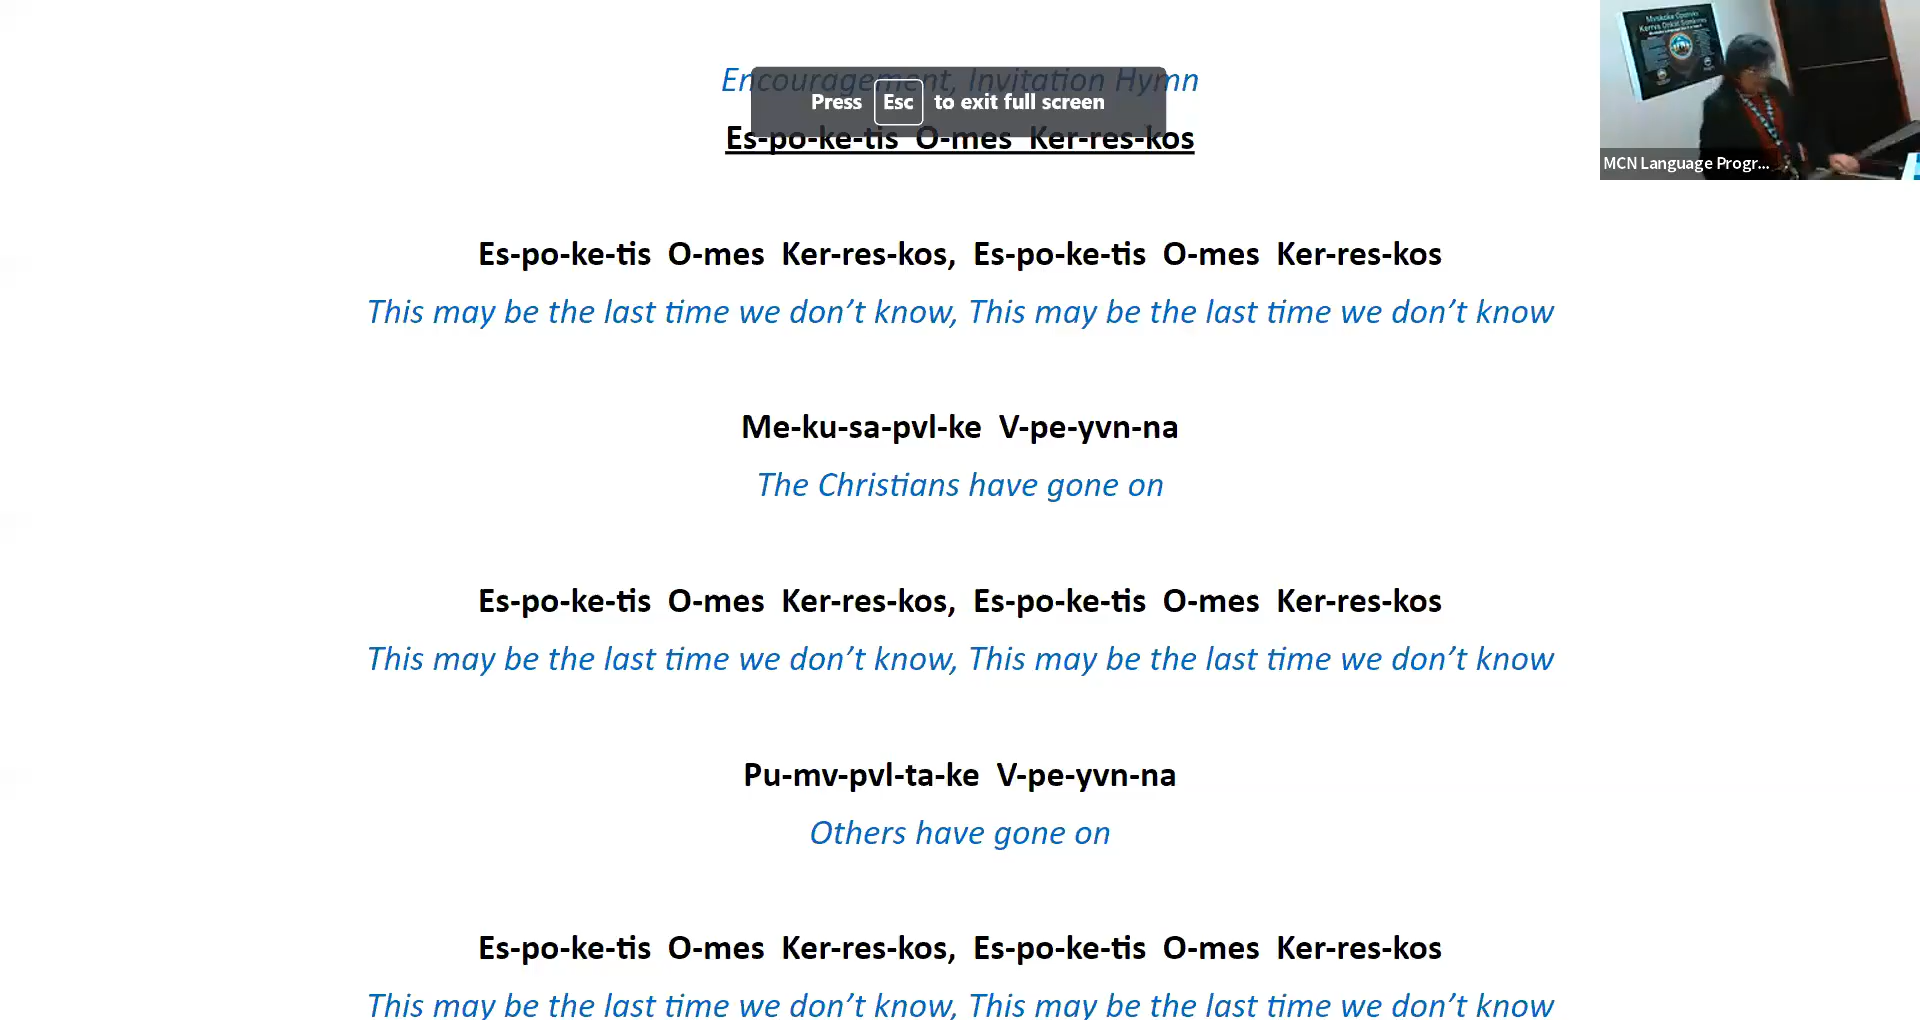 Encouragement, Invitation Hymn
Press Esc to exit full screen
Es-po-ke-tis O-mes Ker-res-kos
Es-po-ke-tis O-mes Ker-res-kos, Es-po-ke-tis O-mes Ker-res-kos
This may be the last time we don’t know, This may be the last time we don’t know
Me-ku-sa-pvl-ke V-pe-yvn-na
The Christians have gone on
Es-po-ke-tis O-mes Ker-res-kos, Es-po-ke-tis O-mes Ker-res-kos
This may be the last time we don’t know, This may be the last time we don’t know
Pu-mv-pvl-ta-ke V-pe-yvn-na
Others have gone on
Es-po-ke-tis O-mes Ker-res-kos, Es-po-ke-tis O-mes Ker-res-kos
This may be the last time we don’t know, This may be the last time we don’t know
MCN Language Progr...